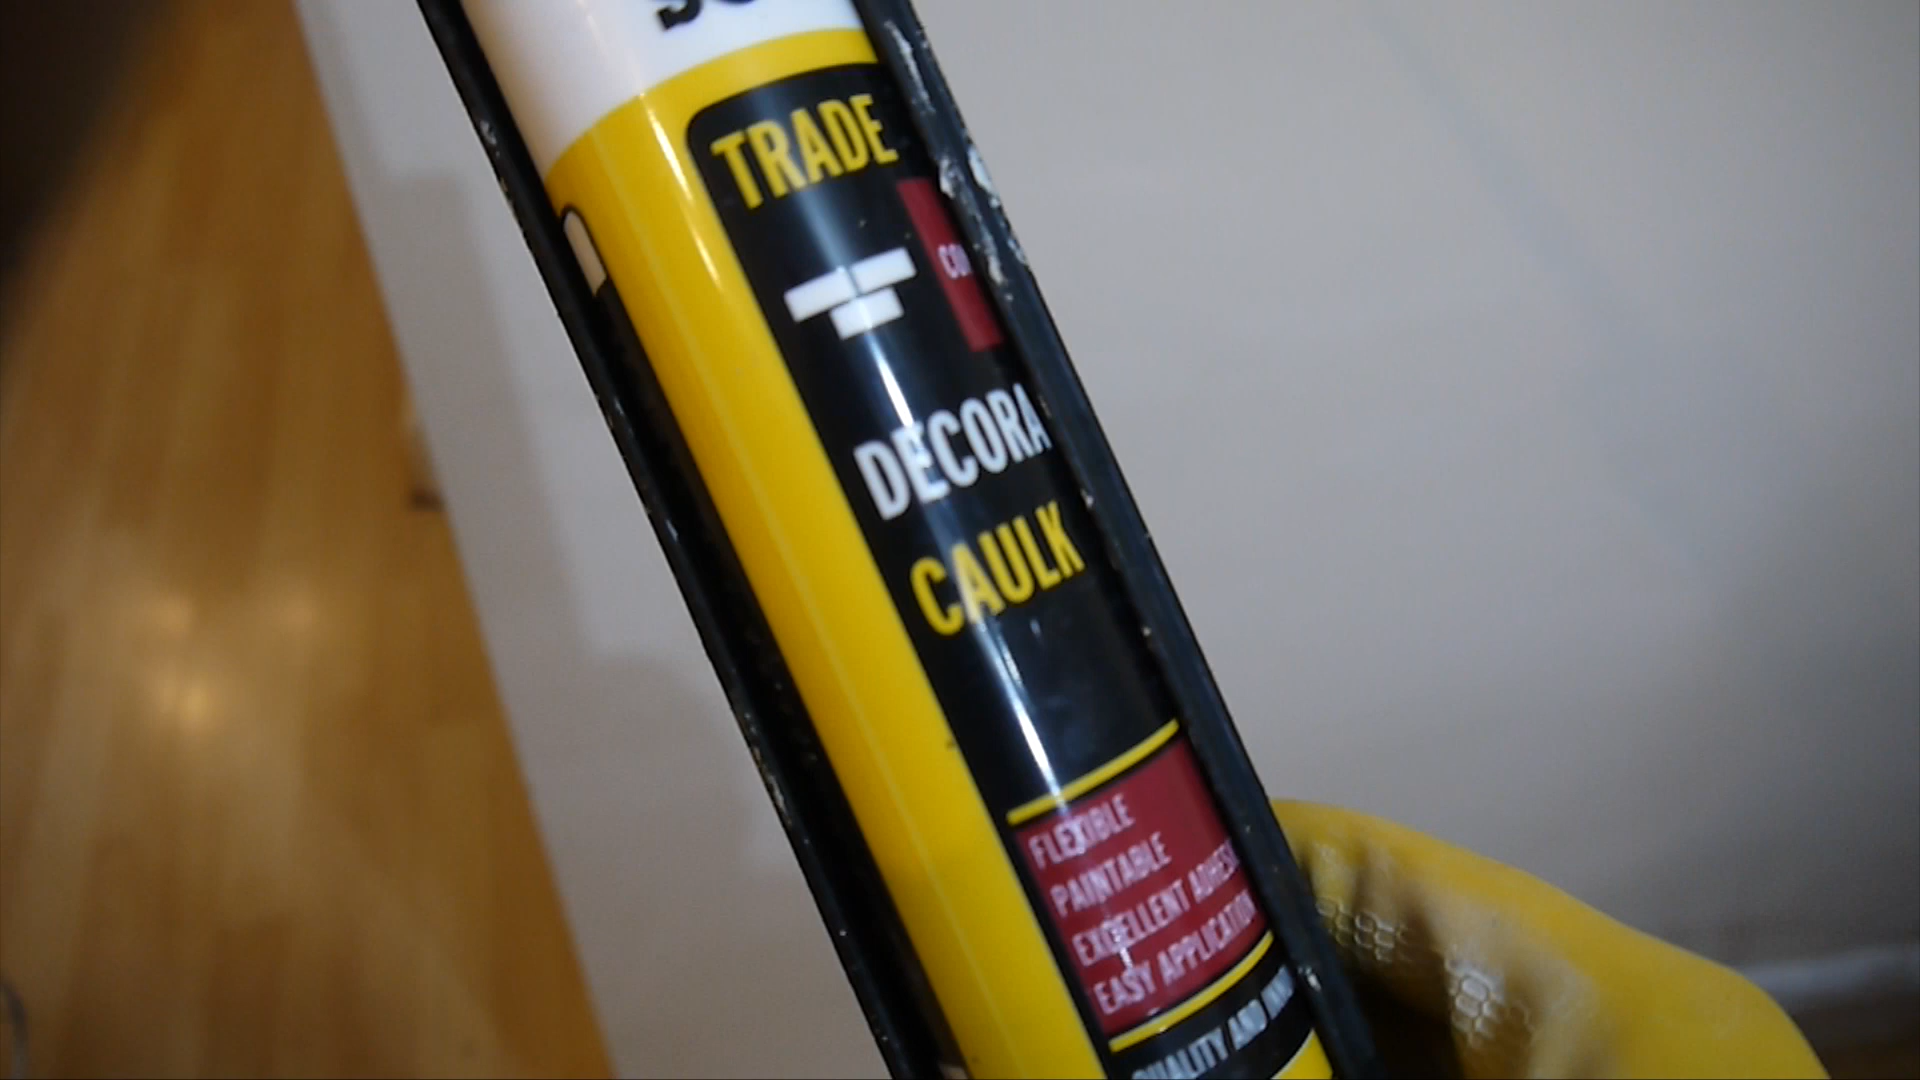 TRADE
DECORA
CAULK
FLEXIBLE
PAINTABLE
EXCELLENT ADHES
EASY APPLICATION
QUALITY AND